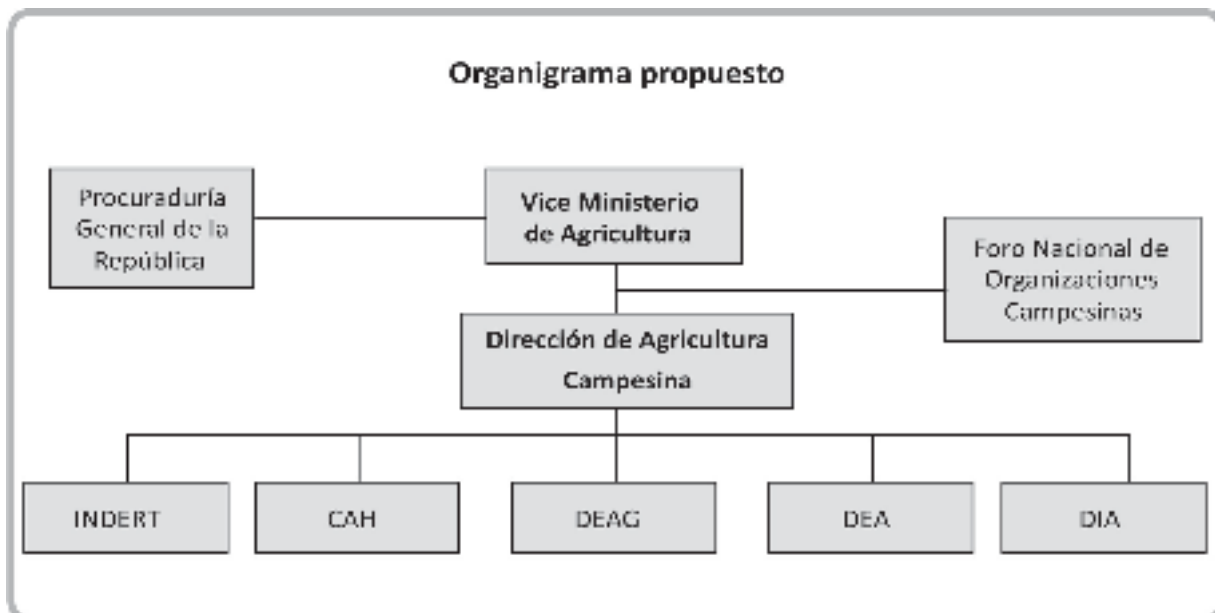 Organigrama propuesto
Procuraduría
General de la
República
Vice Ministerio
de Agricultura
Foro Nacional de
Organizaciones
Campesinas
Dirección de Agricultura
Campesina
INDERT
CAH
DEAG
DEA
DIA